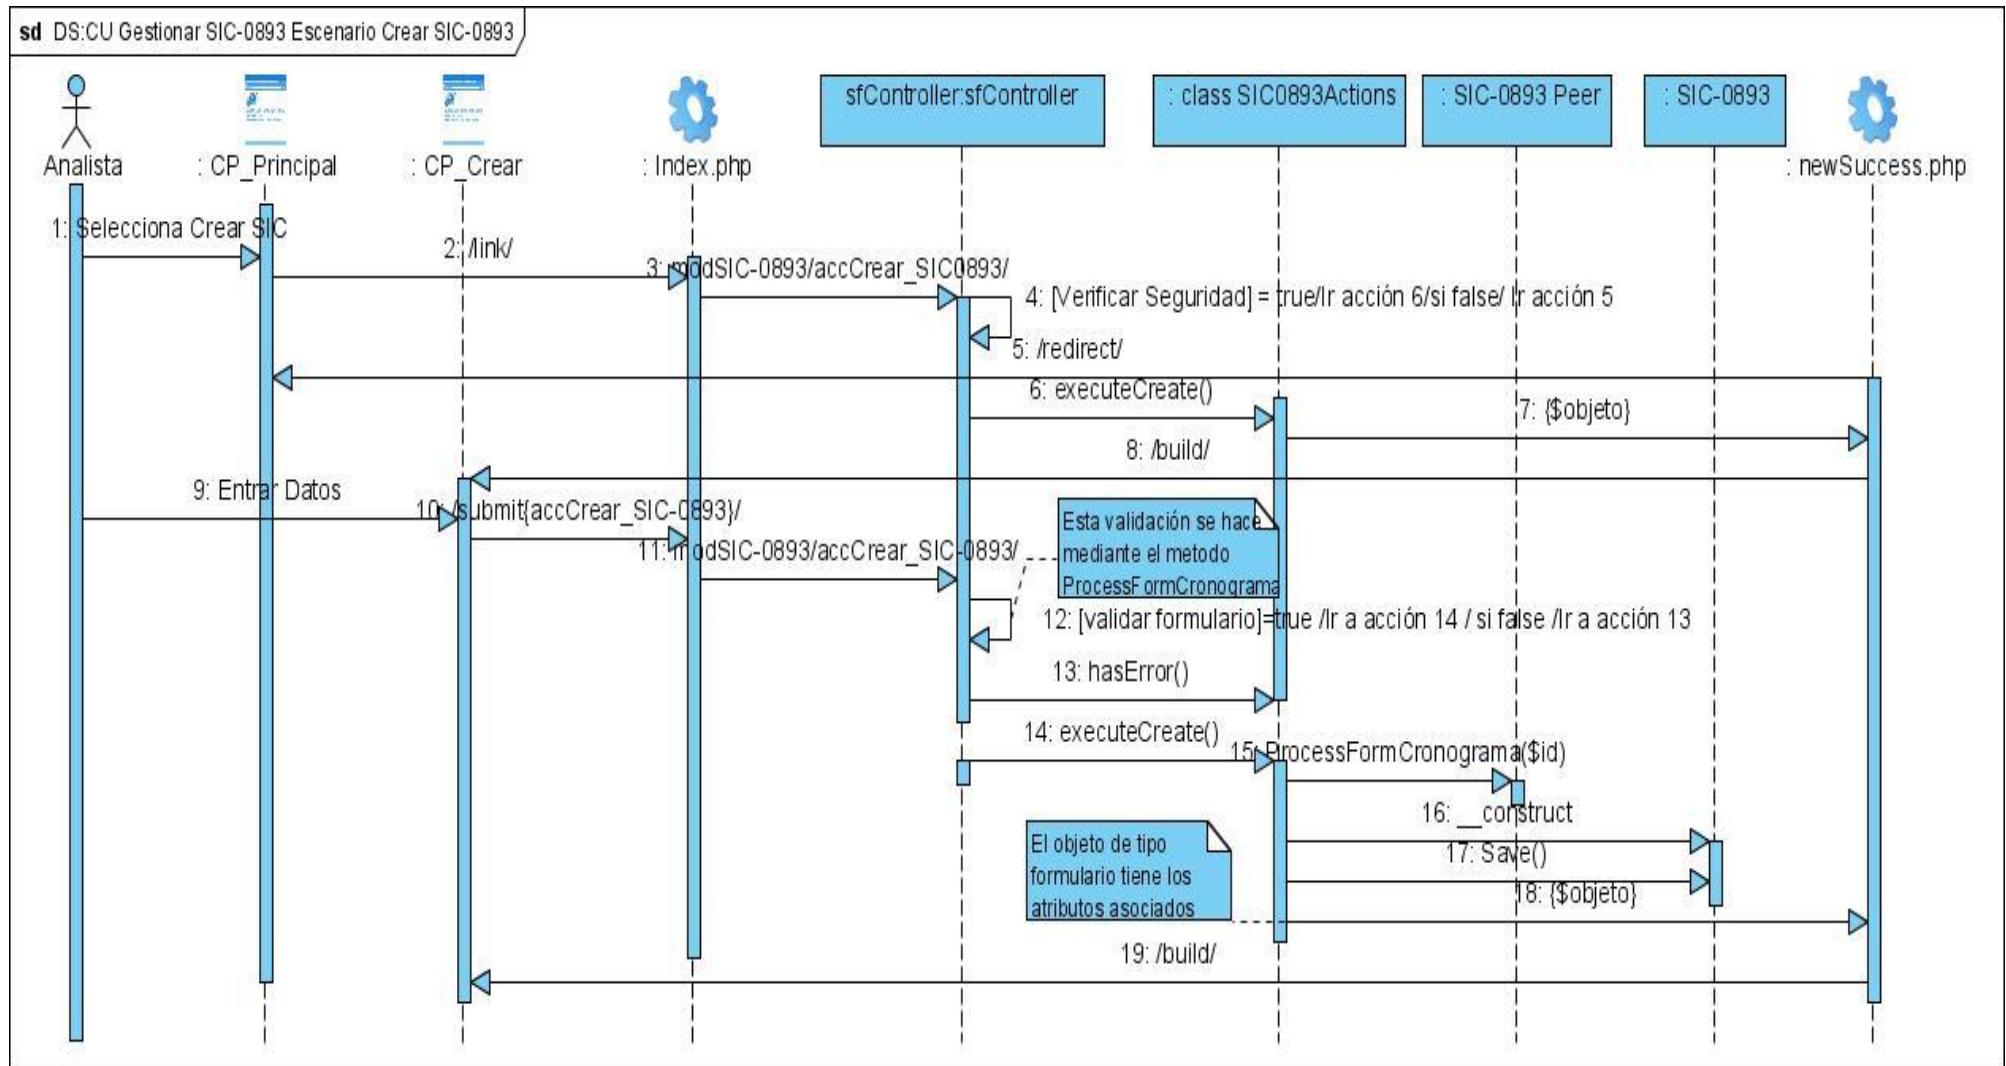 sd DS:CU Gestionar SIC-0893 Escenario Crear SIC-0893
Analista
: CP_Principal
: CP_Crear
: Index.php
sfController:sfController
: class SIC0893Actions
: SIC-0893 Peer
: SIC-0893
: newSuccess.php
1: Selecciona Crear SIC
2: /link/
3: modSIC-0893/accCrear_SIC0893/
4: [Verificar Seguridad] = true/Ir acción 6/si false/ Ir acción 5
5: /redirect/
6: executeCreate()
7: {$objeto}
8: /build/
9: Entrar Datos
10: /submit{accCrear_SIC-0893}/
11: modSIC-0893/accCrear_SIC-0893/
Esta validación se hace
mediante el metodo
ProcessFormCronograma
12: [validar formulario]=true /Ir a acción 14 / si false /Ir a acción 13
13: hasError()
14: executeCreate()
15: ProcessFormCronograma($id)
16: __construct
17: Save()
El objeto de tipo
formulario tiene los
atributos asociados
18: {$objeto}
19: /build/